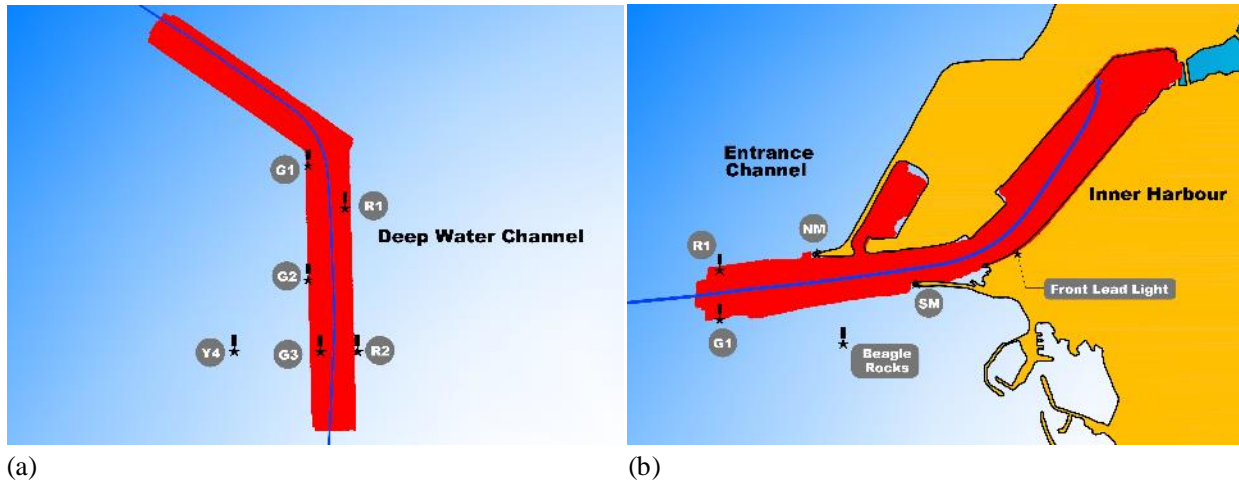 G1
R1
Deep Water Channel
G2
Y4
G3
R2
(a)
Entrance
Channel
Inner Harbour
NM
R1
Front Lead Light
SM
G1
Beagle
Rocks
(b)